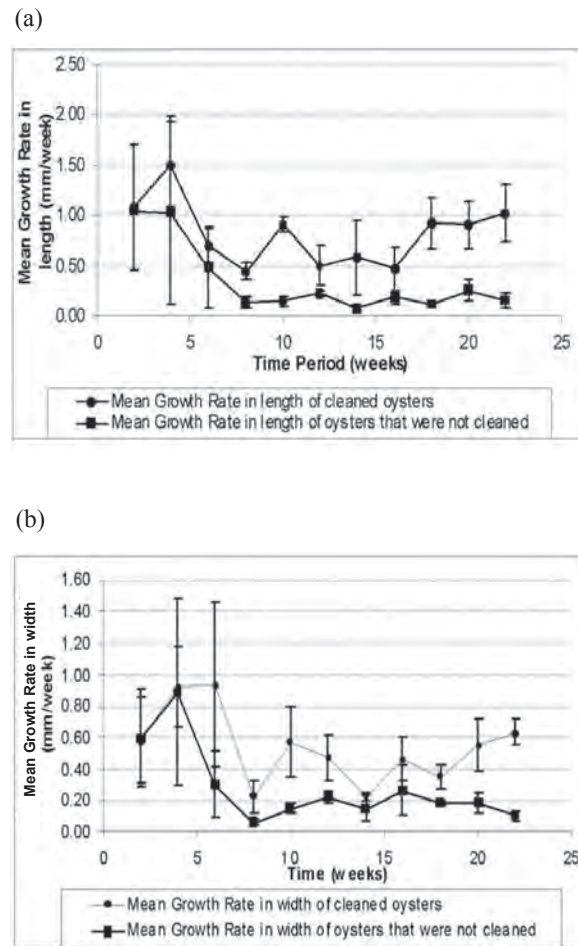 (a)
Mean Growth Rate in
length (mm/week)
2.50
2.00
1.50
1.00
0.50
0.00
0 5 10 15 20 25
Time Period (weeks)
Mean Growth Rate in length of cleaned oysters
Mean Growth Rate in length of oysters that were not cleaned
(b)
Mean Growth Rate in width
(mm/week)
1.60
1.40
1.20
1.00
0.80
0.60
0.40
0.20
0.00
0 5 10 15 20 25
Time (weeks)
Mean Growth Rate in width of cleaned oysters
Mean Growth Rate in width of oysters that were not cleaned